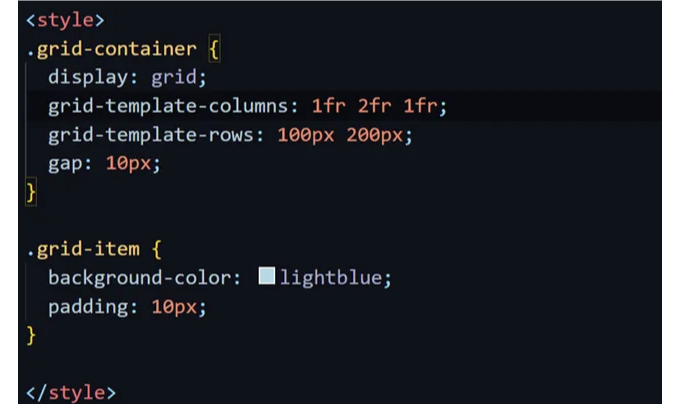 <style>
.grid-container {
  display: grid;
  grid-template-columns: 1fr 2fr 1fr;
  grid-template-rows: 100px 200px;
  gap: 10px;
}
.grid-item {
  background-color: lightblue;
  padding: 10px;
}
</style>